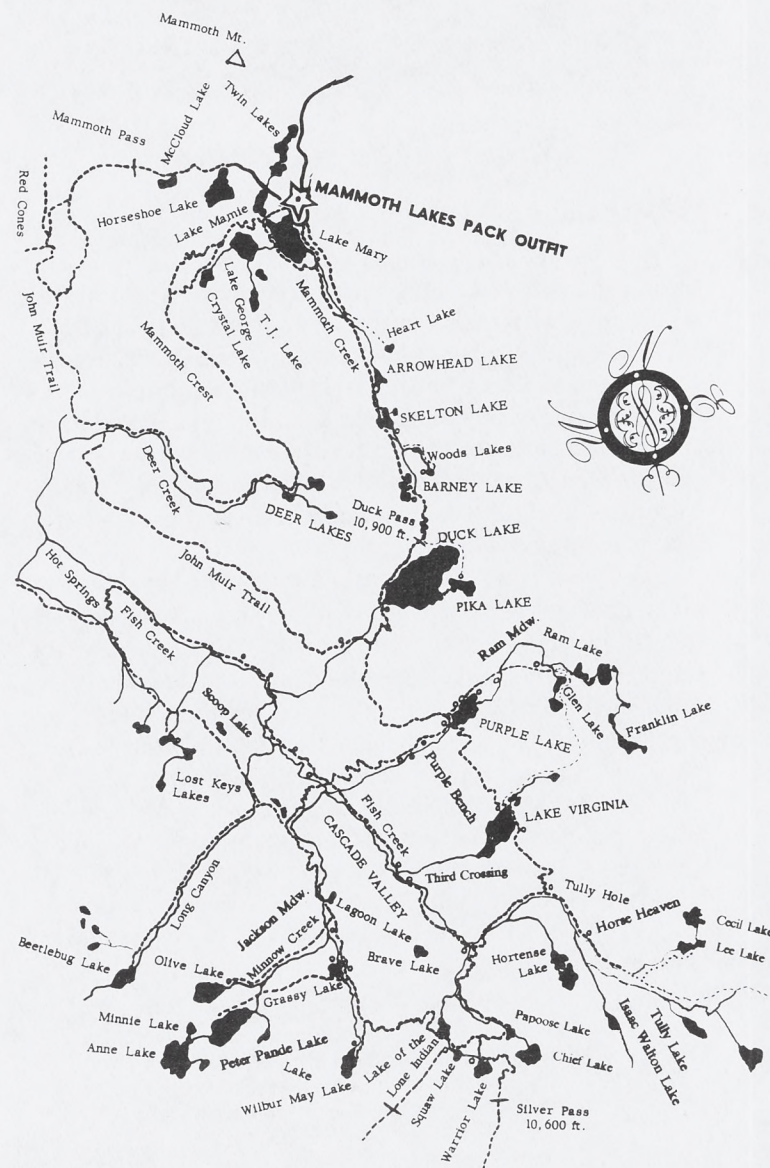 Mammoth Mt.
Twin Lakes
McCloud Lake
Mammoth Pass
Red Cones
Horseshoe Lake
Lake Mamie
MAMMOTH LAKES PACK OUTFIT
Lake Mary
Lake George
Crystal Lake
T.J. Lake
Mammoth Creek
Heart Lake
John Muir Trail
Mammoth Crest
ARROWHEAD LAKE
SKELTON LAKE
N
E
W
S
Woods Lakes
BARNEY LAKE
Deer Creek
DEER LAKES
Duck Pass
10,900 ft.
DUCK LAKE
John Muir Trail
PIKA LAKE
Hot Springs
Fish Creek
Ram Mdw.
Ram Lake
Glen Lake
Franklin Lake
Scoop Lake
PURPLE LAKE
Lost Keys
Lakes
Purple Bench
Fish Creek
LAKE VIRGINIA
CASCADE VALLEY
Third Crossing
Long Canyon
Tully Hole
Horse Heaven
Cecil Lake
Lee Lake
Jackson Mdw.
Lagoon Lake
Minnow Creek
Brave Lake
Hortense
Lake
Beetlebug Lake
Olive Lake
Grassy Lake
Isaac Walton Lake
Tully Lake
Minnie Lake
Papoose Lake
Anne Lake
Peter Pande Lake
Lake
Chief Lake
Wilbur May Lake
Lake of the
Lone Indian
Squaw Lake
Warrior Lake
Silver Pass
10,600 ft.